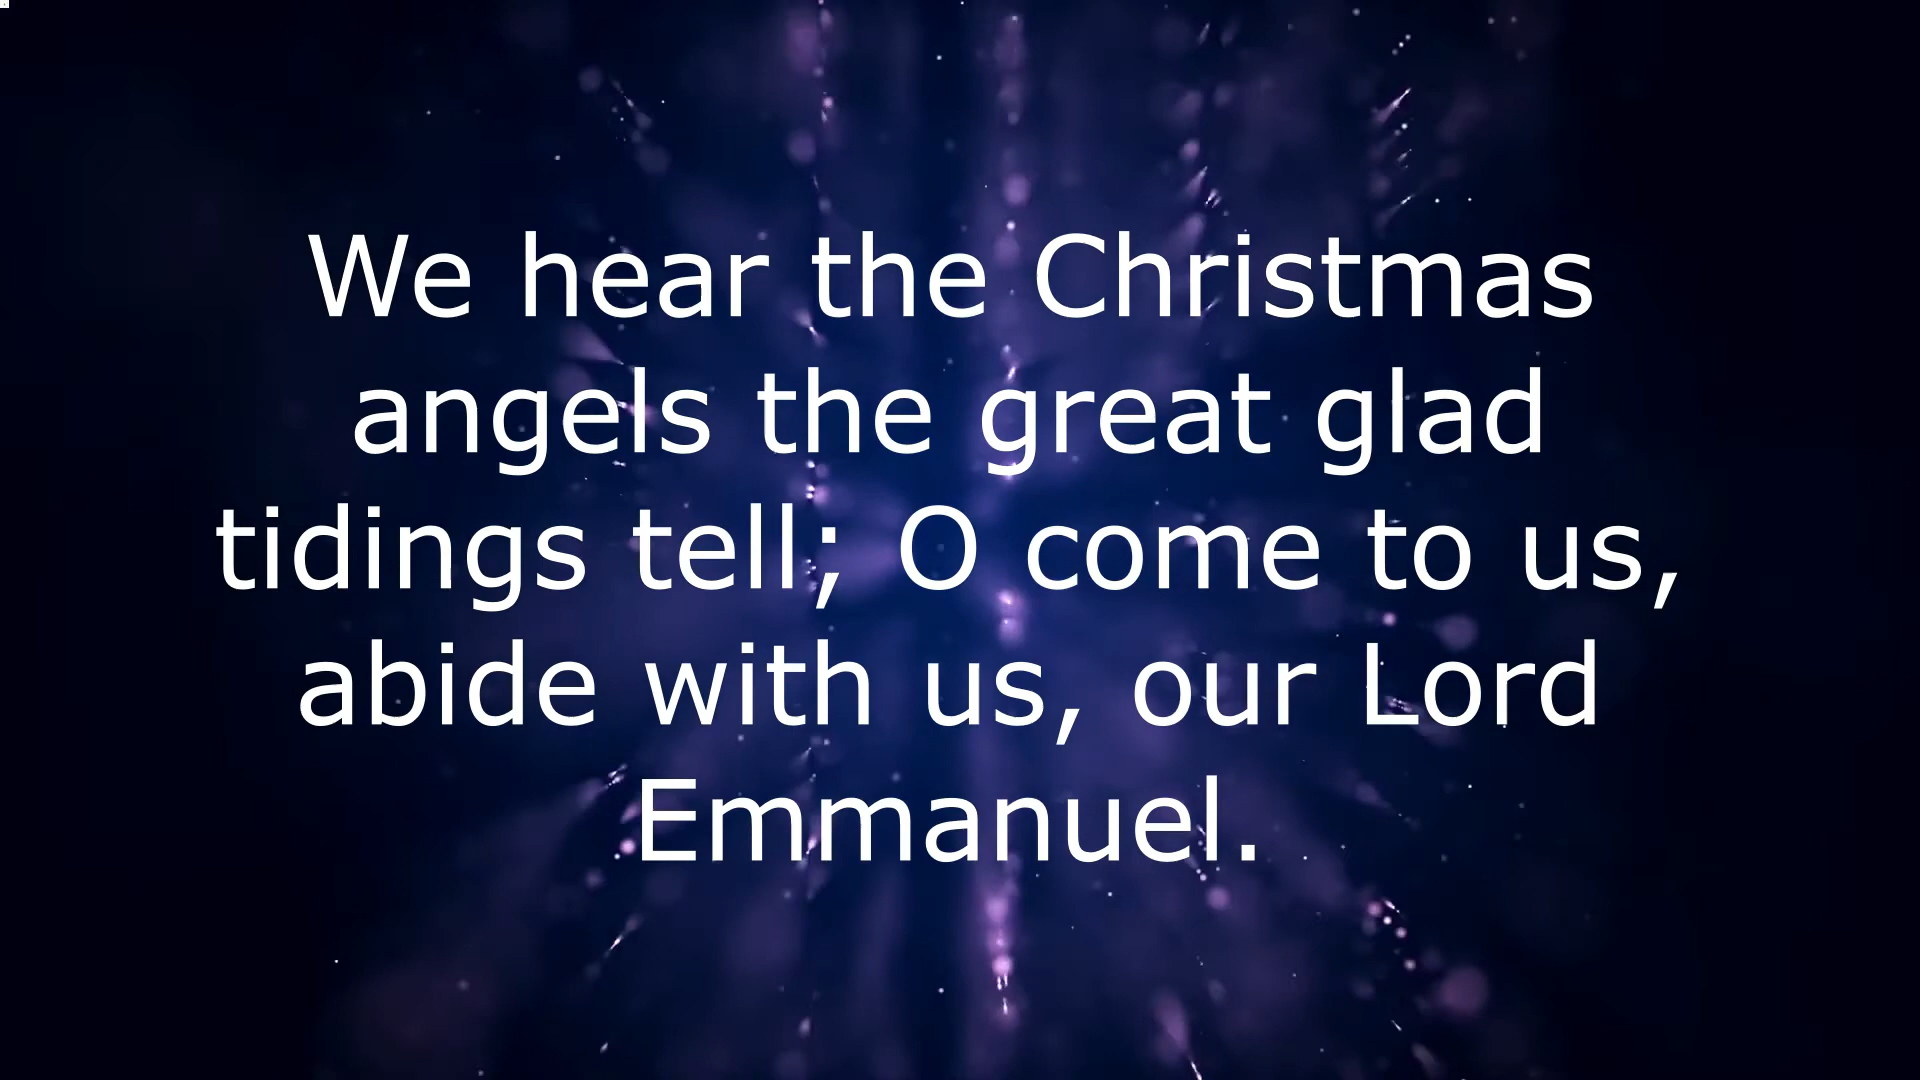 We hear the Christmas
angels the great glad
tidings tell; O come to us,
abide with us, our Lord
Emmanuel.